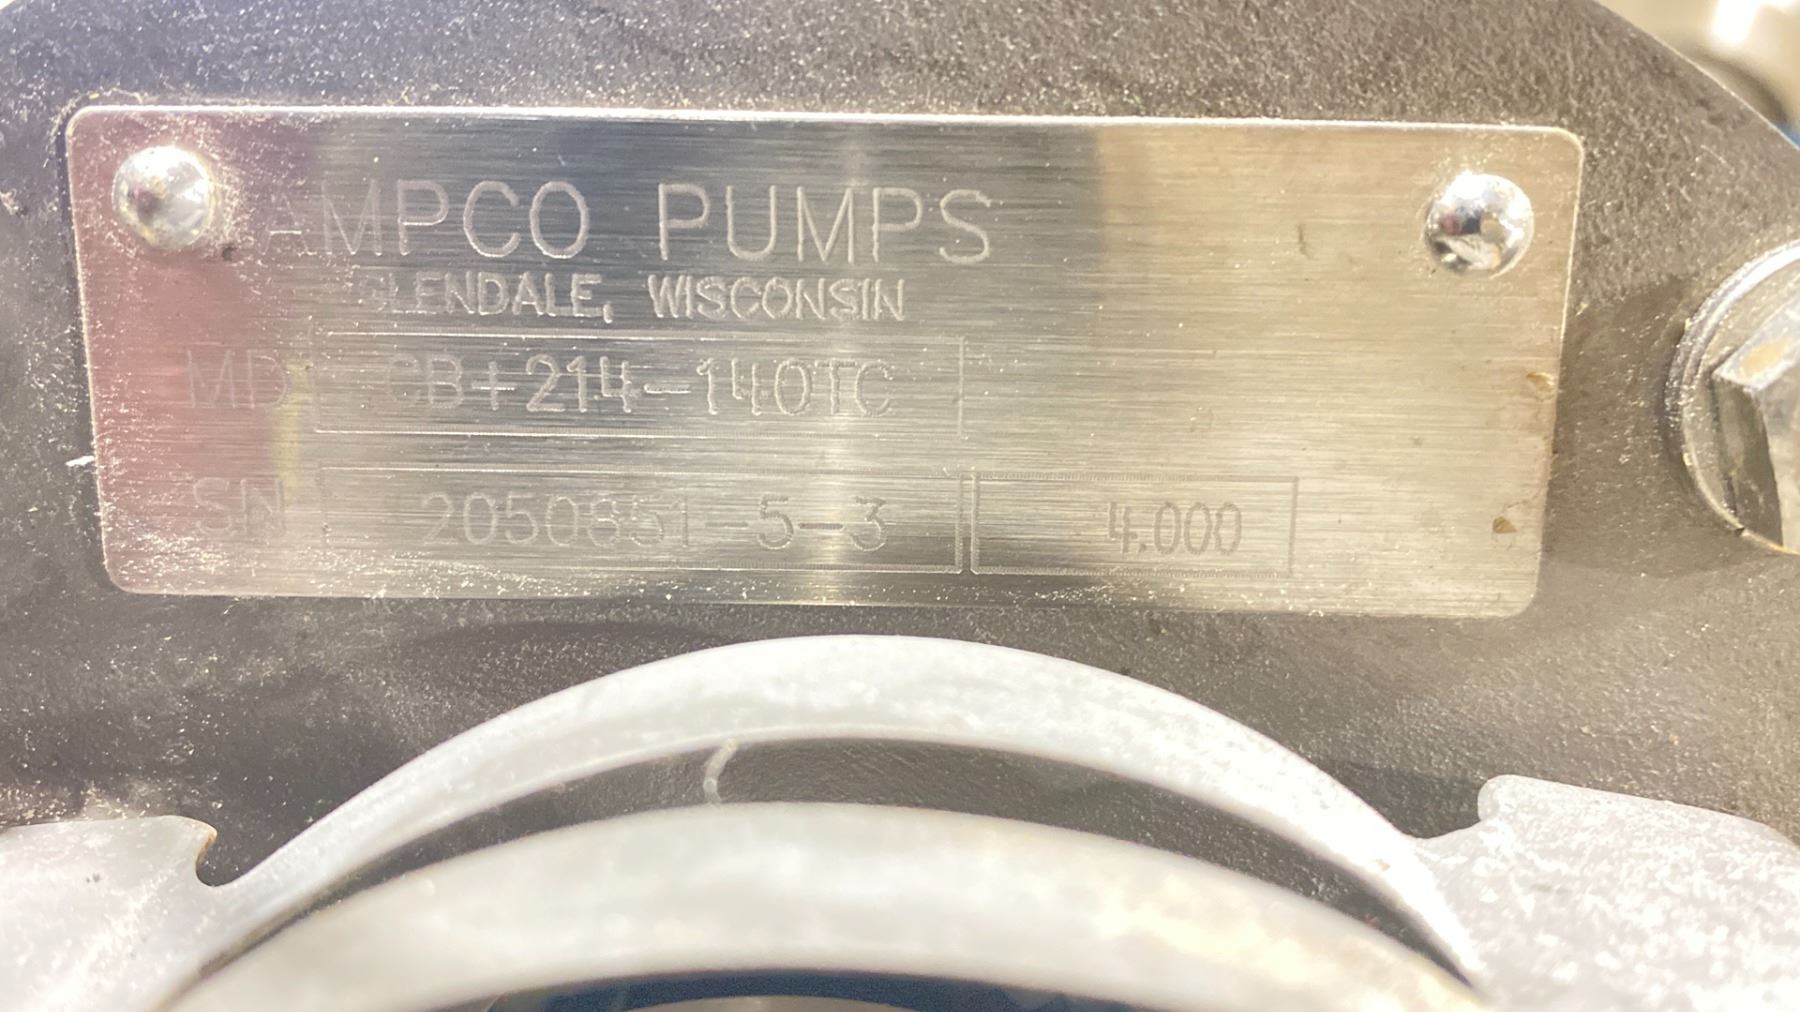 AMPCO PUMPS
GLENDALE, WISCONSIN
MD CB+214-140TC
SN 2050851-5-3 4.000